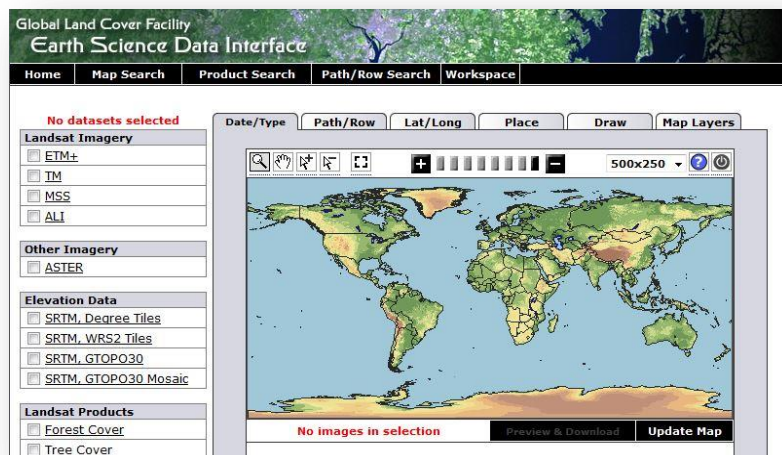 Global Land Cover Facility
Earth Science Data Interface
Home Map Search Product Search Path/Row Search Workspace
No datasets selected
Landsat Imagery
ETM+
TM
MSS
ALI
Other Imagery
ASTER
Elevation Data
SRTM, Degree Tiles
SRTM, WRS2 Tiles
SRTM, GTOPO30
SRTM, GTOPO30 Mosaic
Landsat Products
Forest Cover
Tree Cover
Date/Type Path/Row Lat/Long Place Draw Map Layers
500x250
No images in selection Preview & Download Update Map